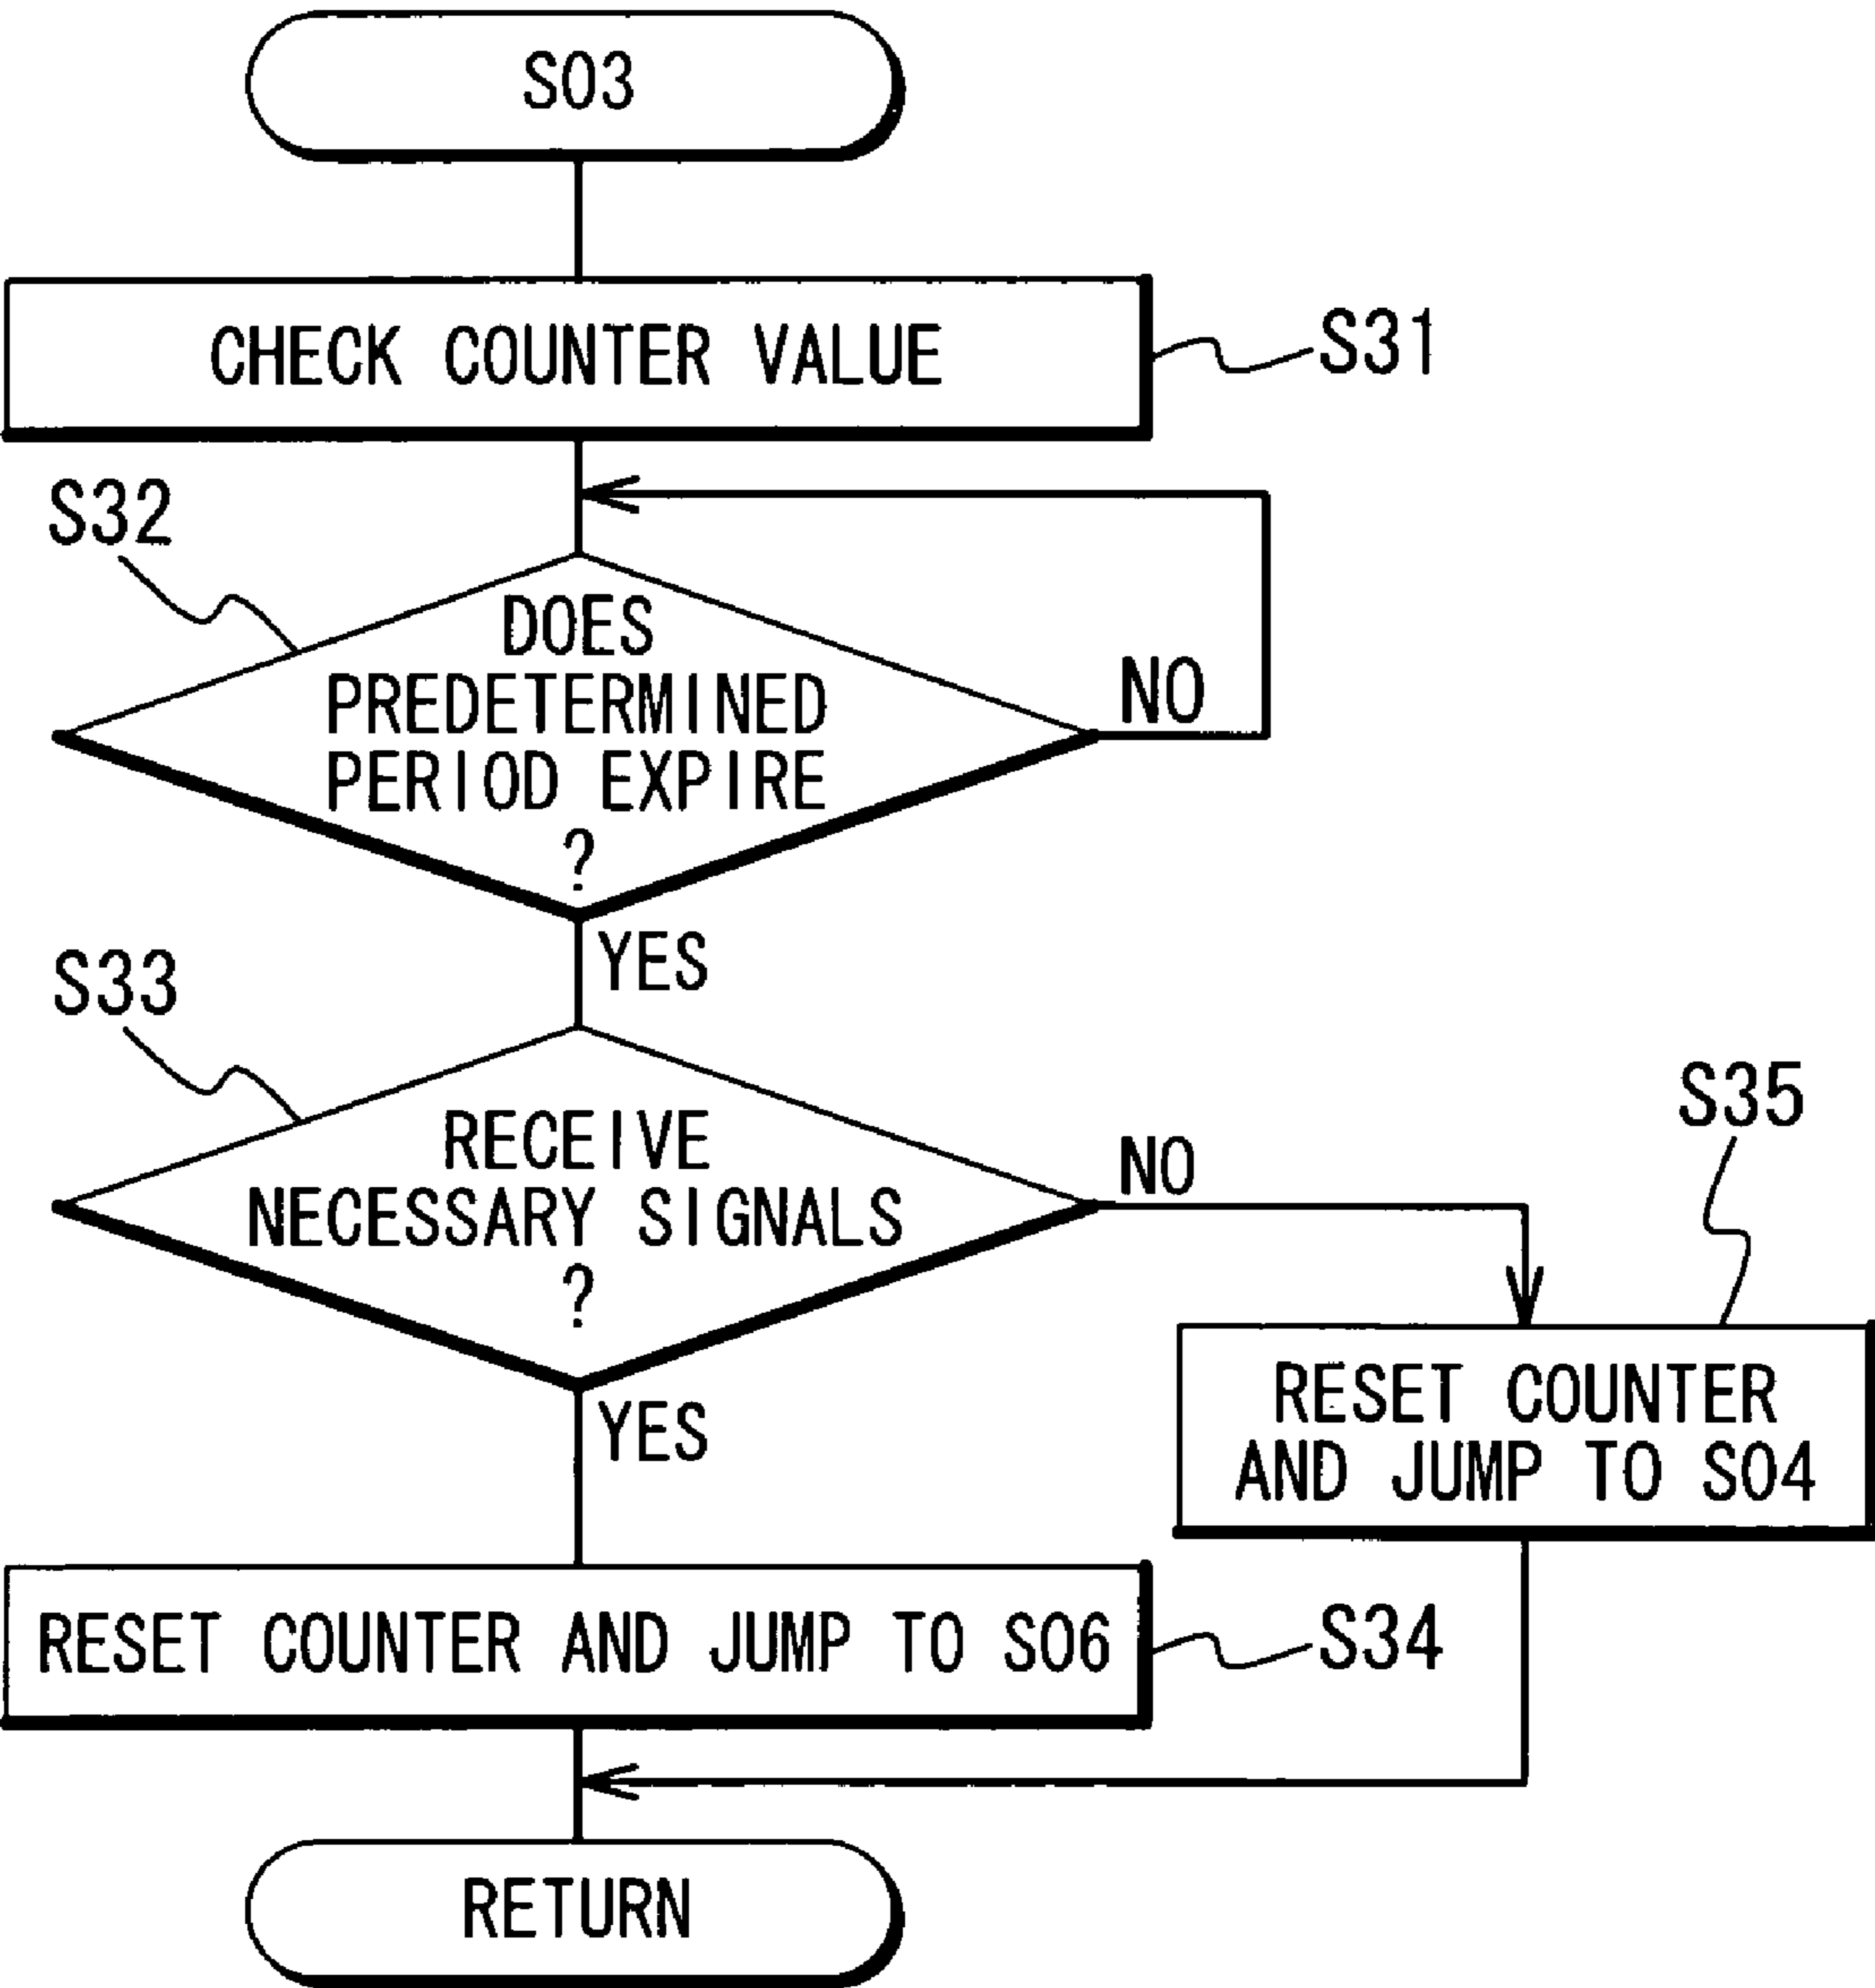 S03
CHECK COUNTER VALUE
S31
S32
DOES
PREDETERMINED
PERIOD EXPIRE
?
NO
YES
S33
RECEIVE
NECESSARY SIGNALS
?
NO
YES
S35
RESET COUNTER
AND JUMP TO S04
RESET COUNTER AND JUMP TO S06
S34
RETURN